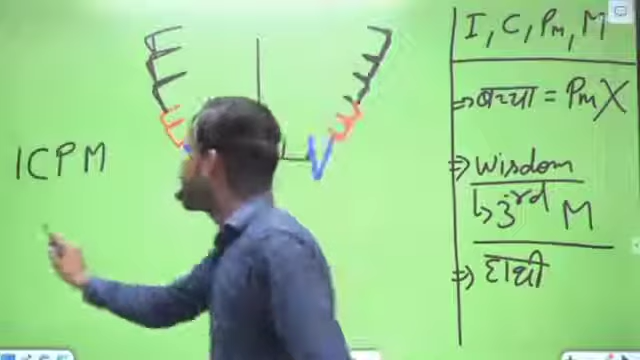 ICPM
I, C, Pm, M
⇒ बच्चा = Pm X
⇒ Wisdom
↳ 3rd M
⇒ हाथी